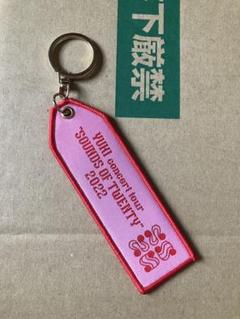 下厳禁
YUKI concert tour
"SOUNDS OF TWENTY"
2022